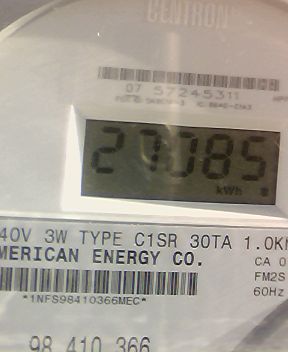 CENTRON
07 57245311
27085
kWh
40V 3W TYPE C1SR 30TA 1.0K
MERICAN ENERGY CO.
CA 0
FM2S
60Hz
*1NFS98410366MEC*
98 410 366